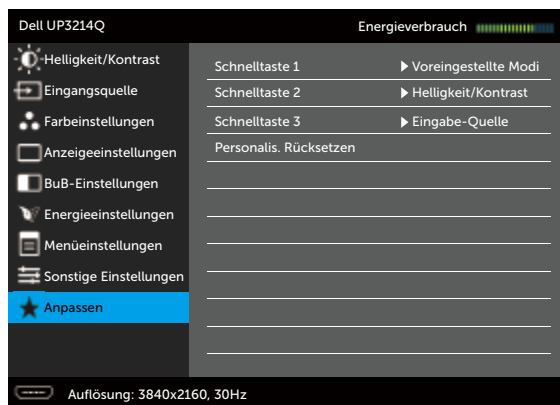 Dell UP3214Q Energieverbrauch
Helligkeit/Kontrast
Eingangsquelle
Farbeinstellungen
Anzeigeeinstellungen
BuB-Einstellungen
Energieeinstellungen
Menüeinstellungen
Sonstige Einstellungen
Anpassen
Schnelltaste 1 Voreingestellte Modi
Schnelltaste 2 Helligkeit/Kontrast
Schnelltaste 3 Eingabe-Quelle
Personalis. Rücksetzen
Auflösung: 3840x2160, 30Hz